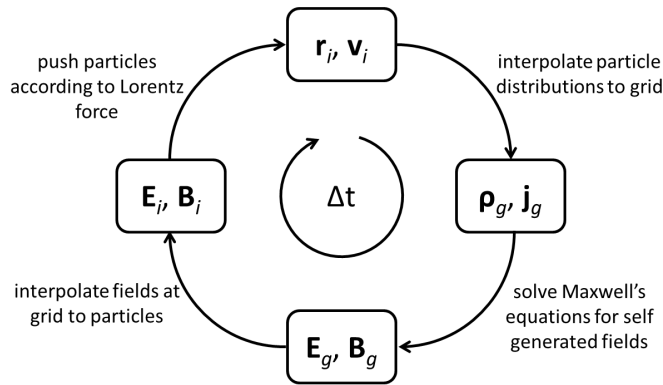 r_i, v_i
interpolate particle
distributions to grid
ρ_g, j_g
solve Maxwell's
equations for self
generated fields
E_g, B_g
interpolate fields at
grid to particles
E_i, B_i
push particles
according to Lorentz
force
Δt